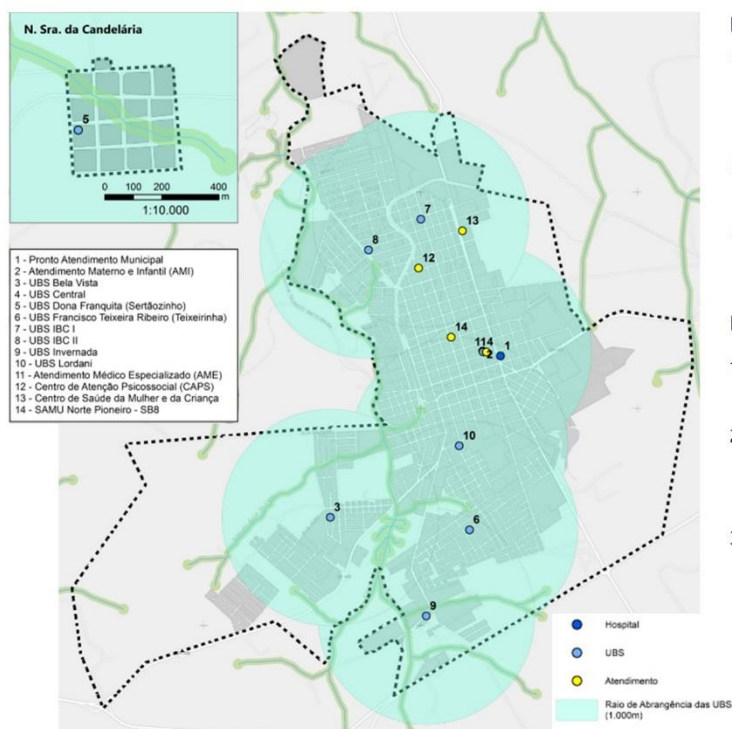 N. Sra. da Candelária
5
0 100 200 400
m
1:10.000
1 - Pronto Atendimento Municipal
2 - Atendimento Materno e Infantil (AMI)
3 - UBS Bela Vista
4 - UBS Central
5 - UBS Dona Franquita (Sertãozinho)
6 - UBS Francisco Teixeira Ribeiro (Teixeirinha)
7 - UBS IBC I
8 - UBS IBC II
9 - UBS Invernada
10 - UBS Lordani
11 - Atendimento Médico Especializado (AME)
12 - Centro de Atenção Psicossocial (CAPS)
13 - Centro de Saúde da Mulher e da Criança
14 - SAMU Norte Pioneiro - SB8
7
13
8
12
14
114
1
2
10
3
6
9
Hospital
UBS
Atendimento
Raio de Abrangência das UBS
(1.000m)